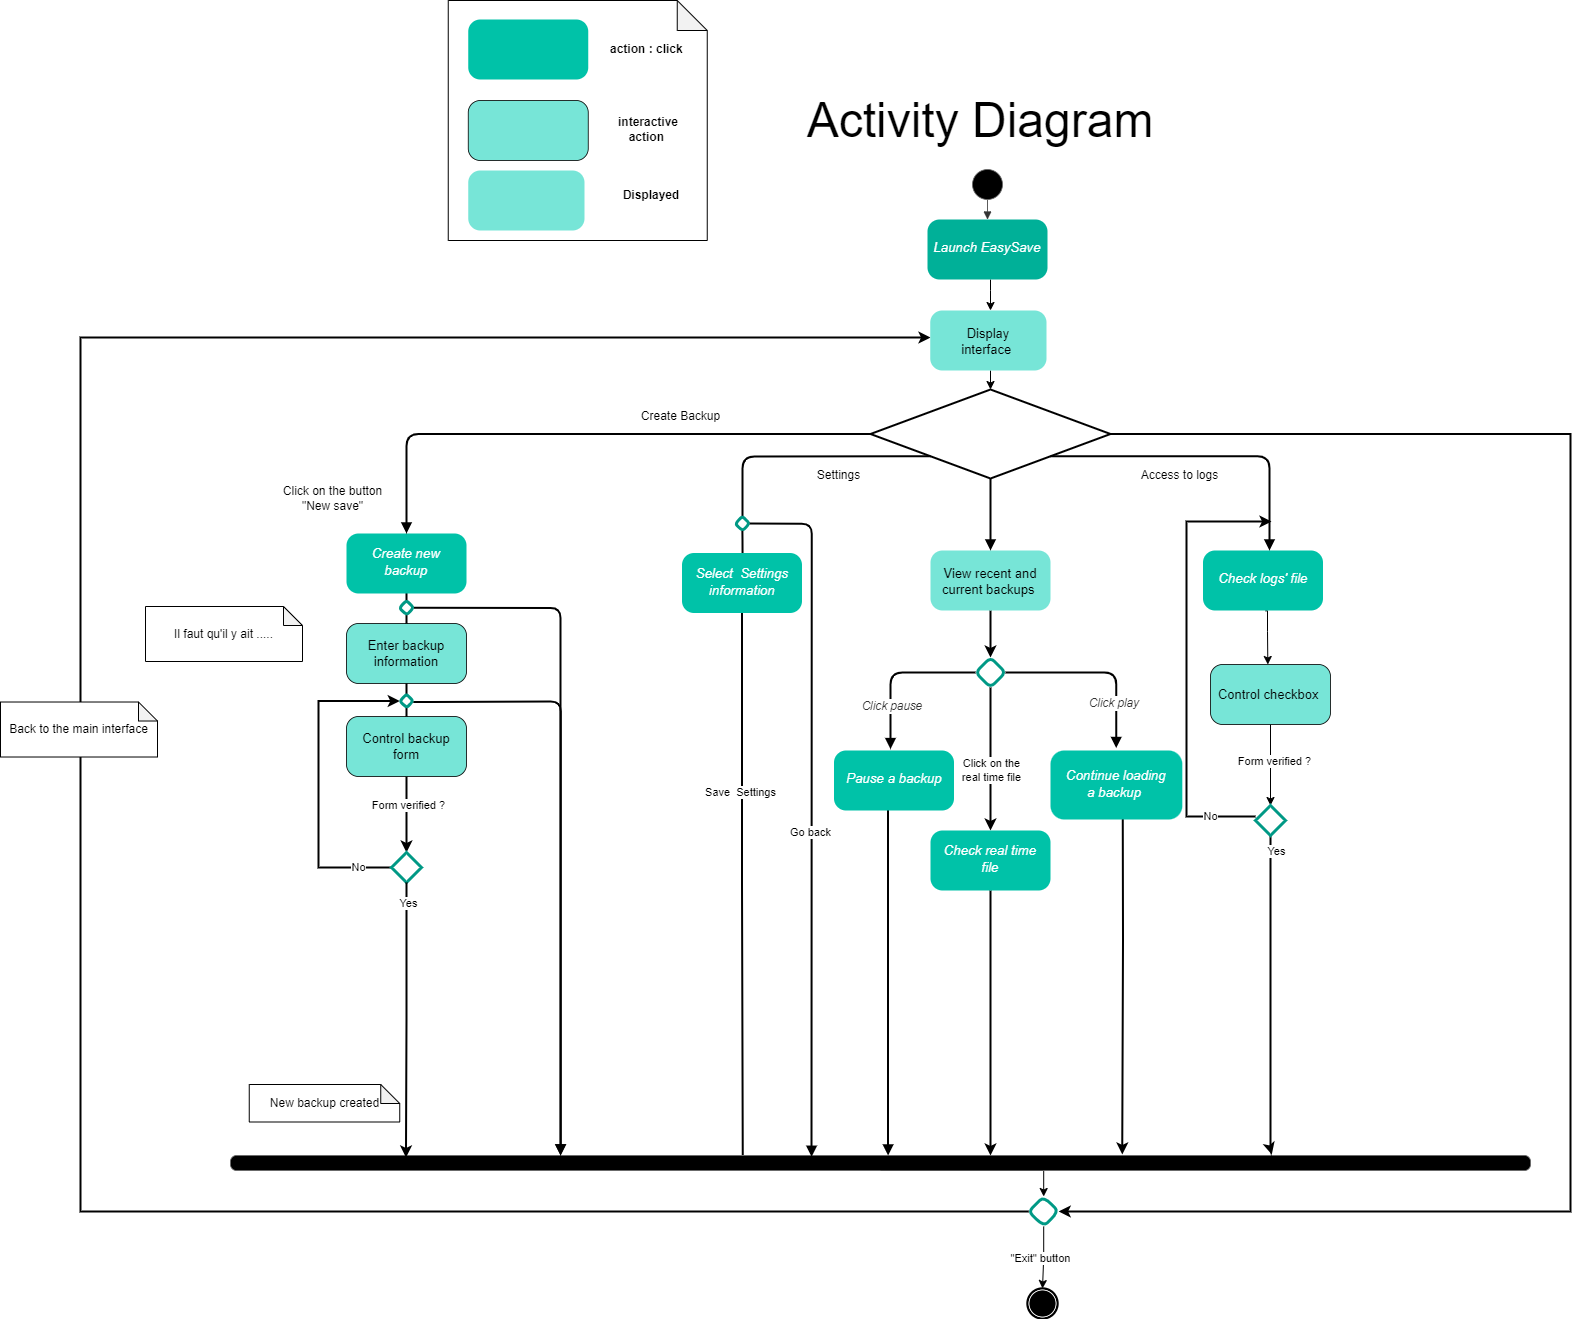 action : click
interactive
action
Displayed
Activity Diagram
Launch EasySave
Display
interface
Create Backup
Settings
Access to logs
Click on the button
"New save"
Create new
backup
Select  Settings
information
View recent and
current backups
Check logs' file
Il faut qu'il y ait .....
Enter backup
information
Control checkbox
Click pause
Click play
Back to the main interface
Control backup
form
Form verified ?
Click on the
real time file
Pause a backup
Continue loading
a backup
Save  Settings
Form verified ?
Go back
No
Check real time
file
Yes
No
Yes
New backup created
"Exit" button